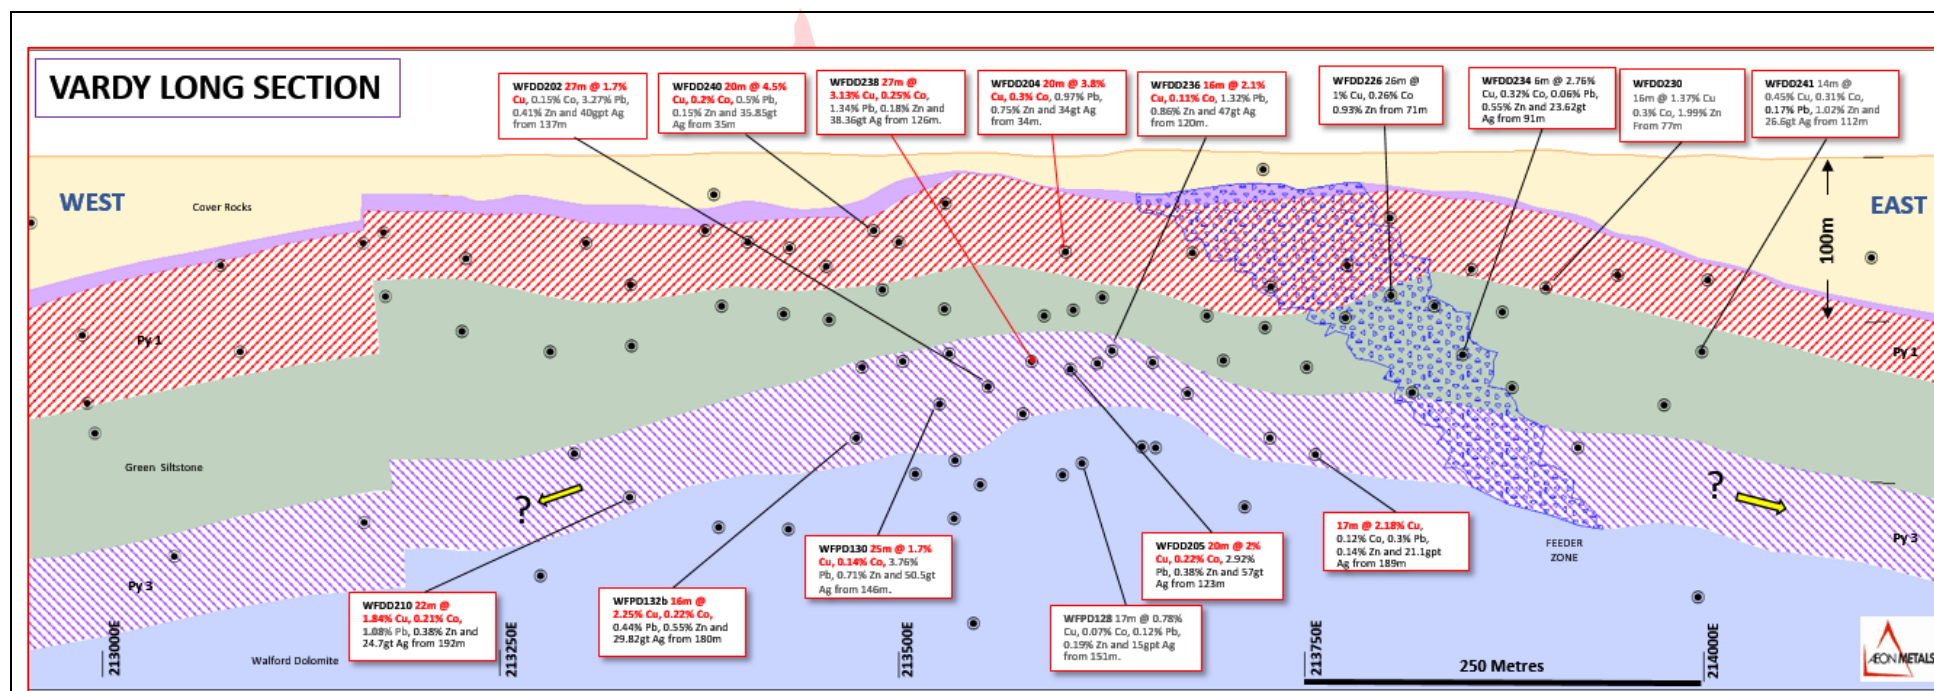 VARDY LONG SECTION
WFDD202 27m @ 1.7%
Cu, 0.15% Co, 3.27% Pb,
0.41% Zn and 40gpt Ag
from 137m
WFDD240 20m @ 4.5%
Cu, 0.2% Co, 0.5% Pb,
0.15% Zn and 35.85gt
Ag from 35m
WFDD238 27m @
3.13% Cu, 0.25% Co,
1.34% Pb, 0.18% Zn and
38.36gt Ag from 126m.
WFDD204 20m @ 3.8%
Cu, 0.3% Co, 0.97% Pb,
0.75% Zn and 34gt Ag
from 34m.
WFDD236 16m @ 2.1%
Cu, 0.11% Co, 1.32% Pb,
0.86% Zn and 47gt Ag
from 120m.
WFDD226 26m @
1% Cu, 0.26% Co
0.93% Zn from 71m
WFDD234 6m @ 2.76%
Cu, 0.32% Co, 0.06% Pb,
0.55% Zn and 23.62gt
Ag from 91m
WFDD230
16m @ 1.37% Cu
0.3% Co, 1.99% Zn
From 77m
WFDD241 14m @
0.45% Cu, 0.31% Co,
0.17% Pb, 1.02% Zn and
26.6gt Ag from 112m
WEST
Cover Rocks
EAST
100m
Py 1
Py 1
Green Siltstone
?
?
Py 3
Py 3
FEEDER
ZONE
WFDD210 22m @
1.84% Cu, 0.21% Co,
1.08% Pb, 0.38% Zn and
24.7gt Ag from 192m
WFPD132b 16m @
2.25% Cu, 0.22% Co,
0.44% Pb, 0.55% Zn and
29.82gt Ag from 180m
WFPD130 25m @ 1.7%
Cu, 0.14% Co, 3.76%
Pb, 0.71% Zn and 50.5gt
Ag from 146m.
WFPD128 17m @ 0.78%
Cu, 0.07% Co, 0.12% Pb,
0.19% Zn and 15gpt Ag
from 151m.
WFDD205 20m @ 2%
Cu, 0.22% Co, 2.92%
Pb, 0.38% Zn and 57gt
Ag from 123m
17m @ 2.18% Cu,
0.12% Co, 0.3% Pb,
0.14% Zn and 21.1gpt
Ag from 189m
Walford Dolomite
213000E
213250E
213500E
213750E
214000E
250 Metres
ÆON METALS